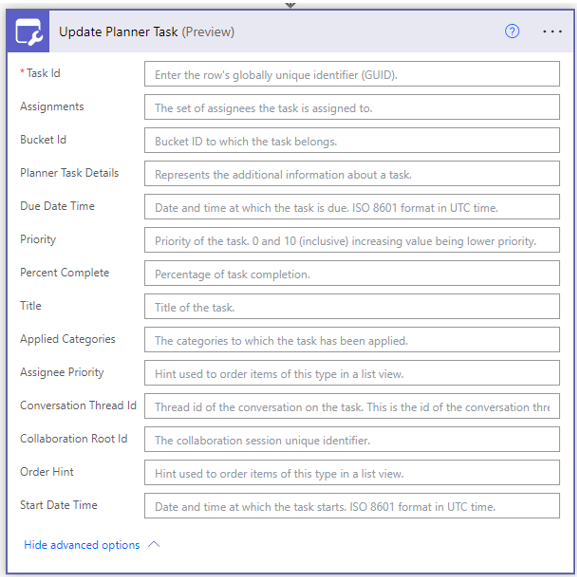 Update Planner Task (Preview)
* Task Id Enter the row's globally unique identifier (GUID).
Assignments The set of assignees the task is assigned to.
Bucket Id Bucket ID to which the task belongs.
Planner Task Details Represents the additional information about a task.
Due Date Time Date and time at which the task is due. ISO 8601 format in UTC time.
Priority Priority of the task. 0 and 10 (inclusive) increasing value being lower priority.
Percent Complete Percentage of task completion.
Title Title of the task.
Applied Categories The categories to which the task has been applied.
Assignee Priority Hint used to order items of this type in a list view.
Conversation Thread Id Thread id of the conversation on the task. This is the id of the conversation thre
Collaboration Root Id The collaboration session unique identifier.
Order Hint Hint used to order items of this type in a list view.
Start Date Time Date and time at which the task starts. ISO 8601 format in UTC time.
Hide advanced options